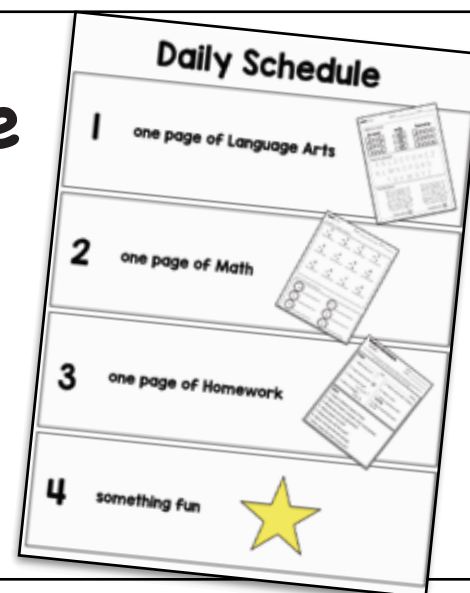 e
Daily Schedule
1 one page of Language Arts
2 one page of Math
3 one page of Homework
4 something fun